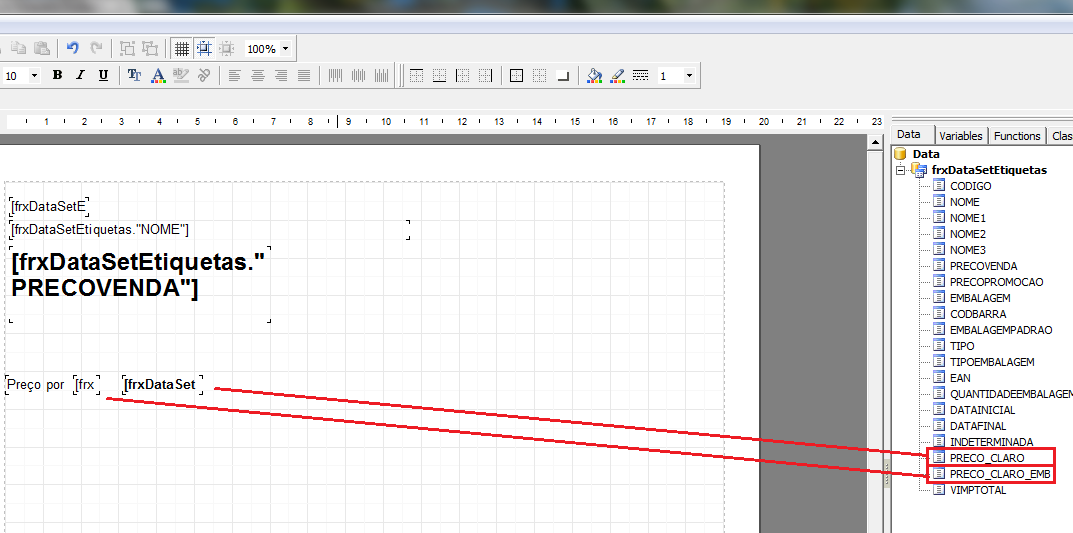 100%
10 B I U 1
1 2 3 4 5 6 7 8 9 10 11 12 13 14 15 16 17 18 19 20 21 22 23
Data Variables Functions Clas
Data
frxDataSetEtiquetas
CODIGO
NOME
NOME1
NOME2
NOME3
PRECOVENDA
PRECOPROMOCAO
EMBALAGEM
CODBARRA
EMBALAGEMPADRAO
TIPO
TIPOEMBALAGEM
EAN
QUANTIDADEEMBALAGEM
DATAINICIAL
DATAFINAL
INDETERMINADA
PRECO_CLARO
PRECO_CLARO_EMB
VIMPTOTAL
[frxDataSetE
[frxDataSetEtiquetas."NOME"]
[frxDataSetEtiquetas."
PRECOVENDA"]
Preço por [frx [frxDataSet